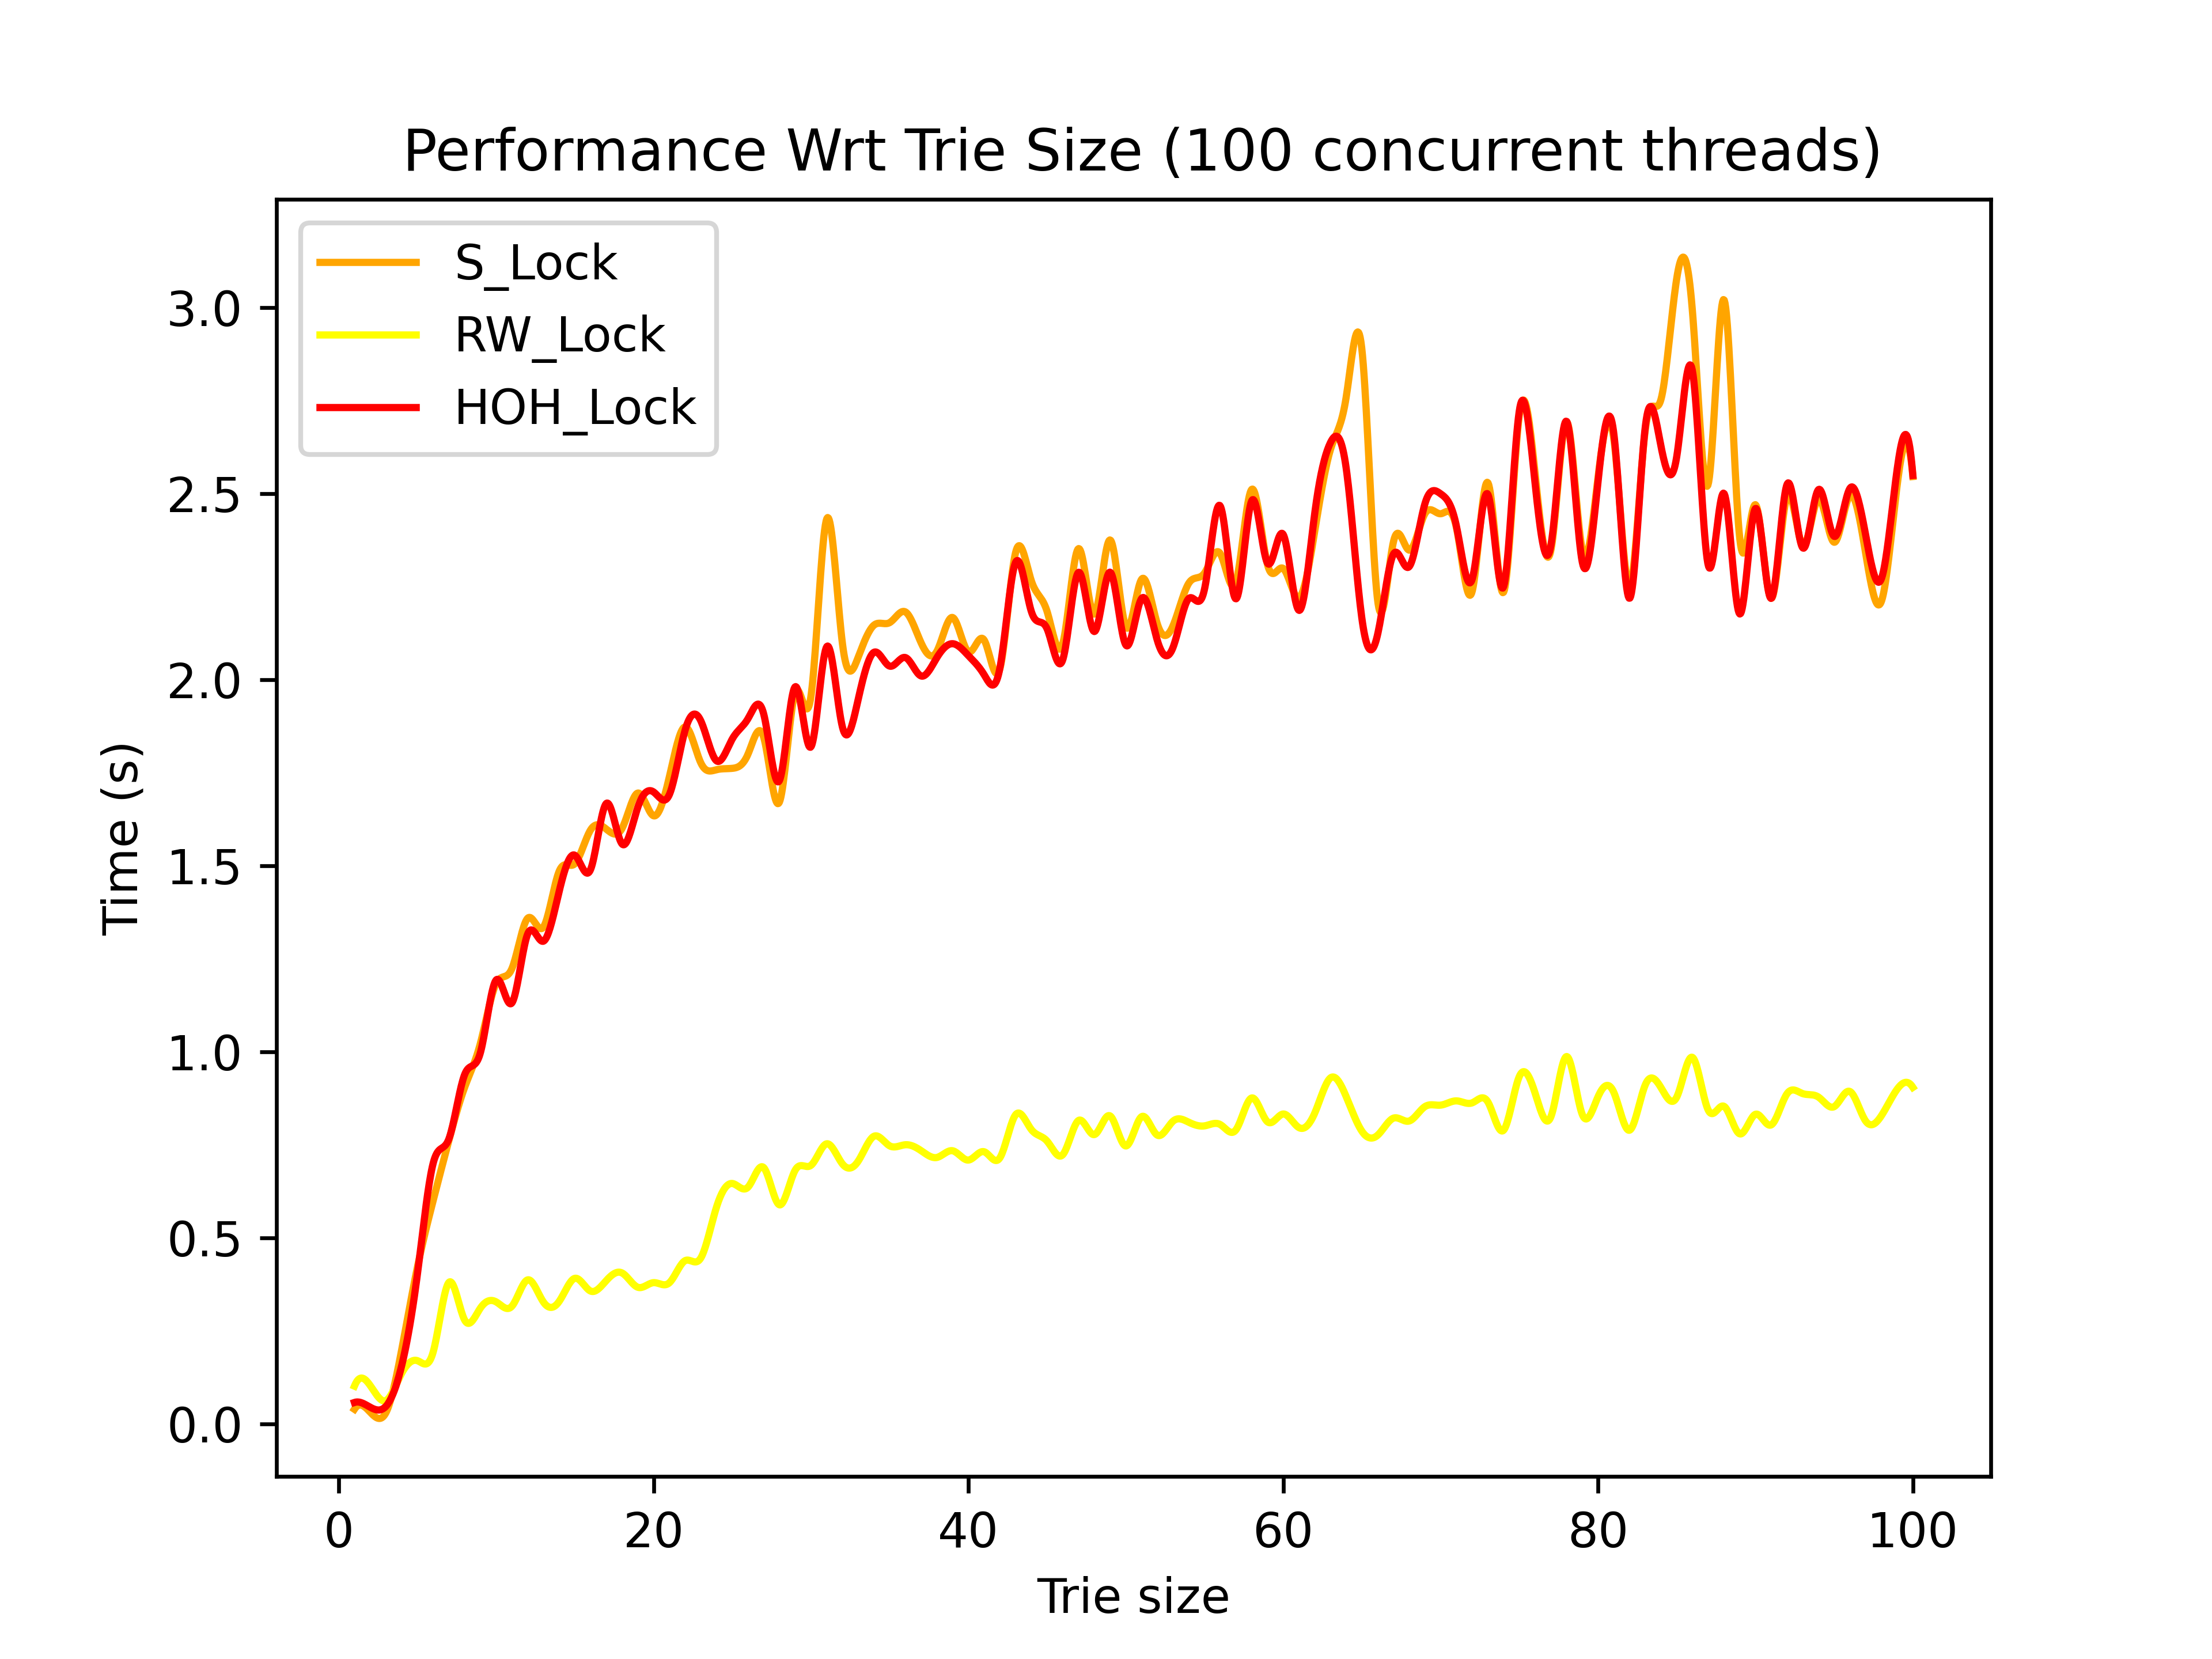 Performance Wrt Trie Size (100 concurrent threads)
S_Lock
RW_Lock
HOH_Lock
3.0
2.5
2.0
1.5
1.0
0.5
0.0
Time (s)
0 20 40 60 80 100
Trie size